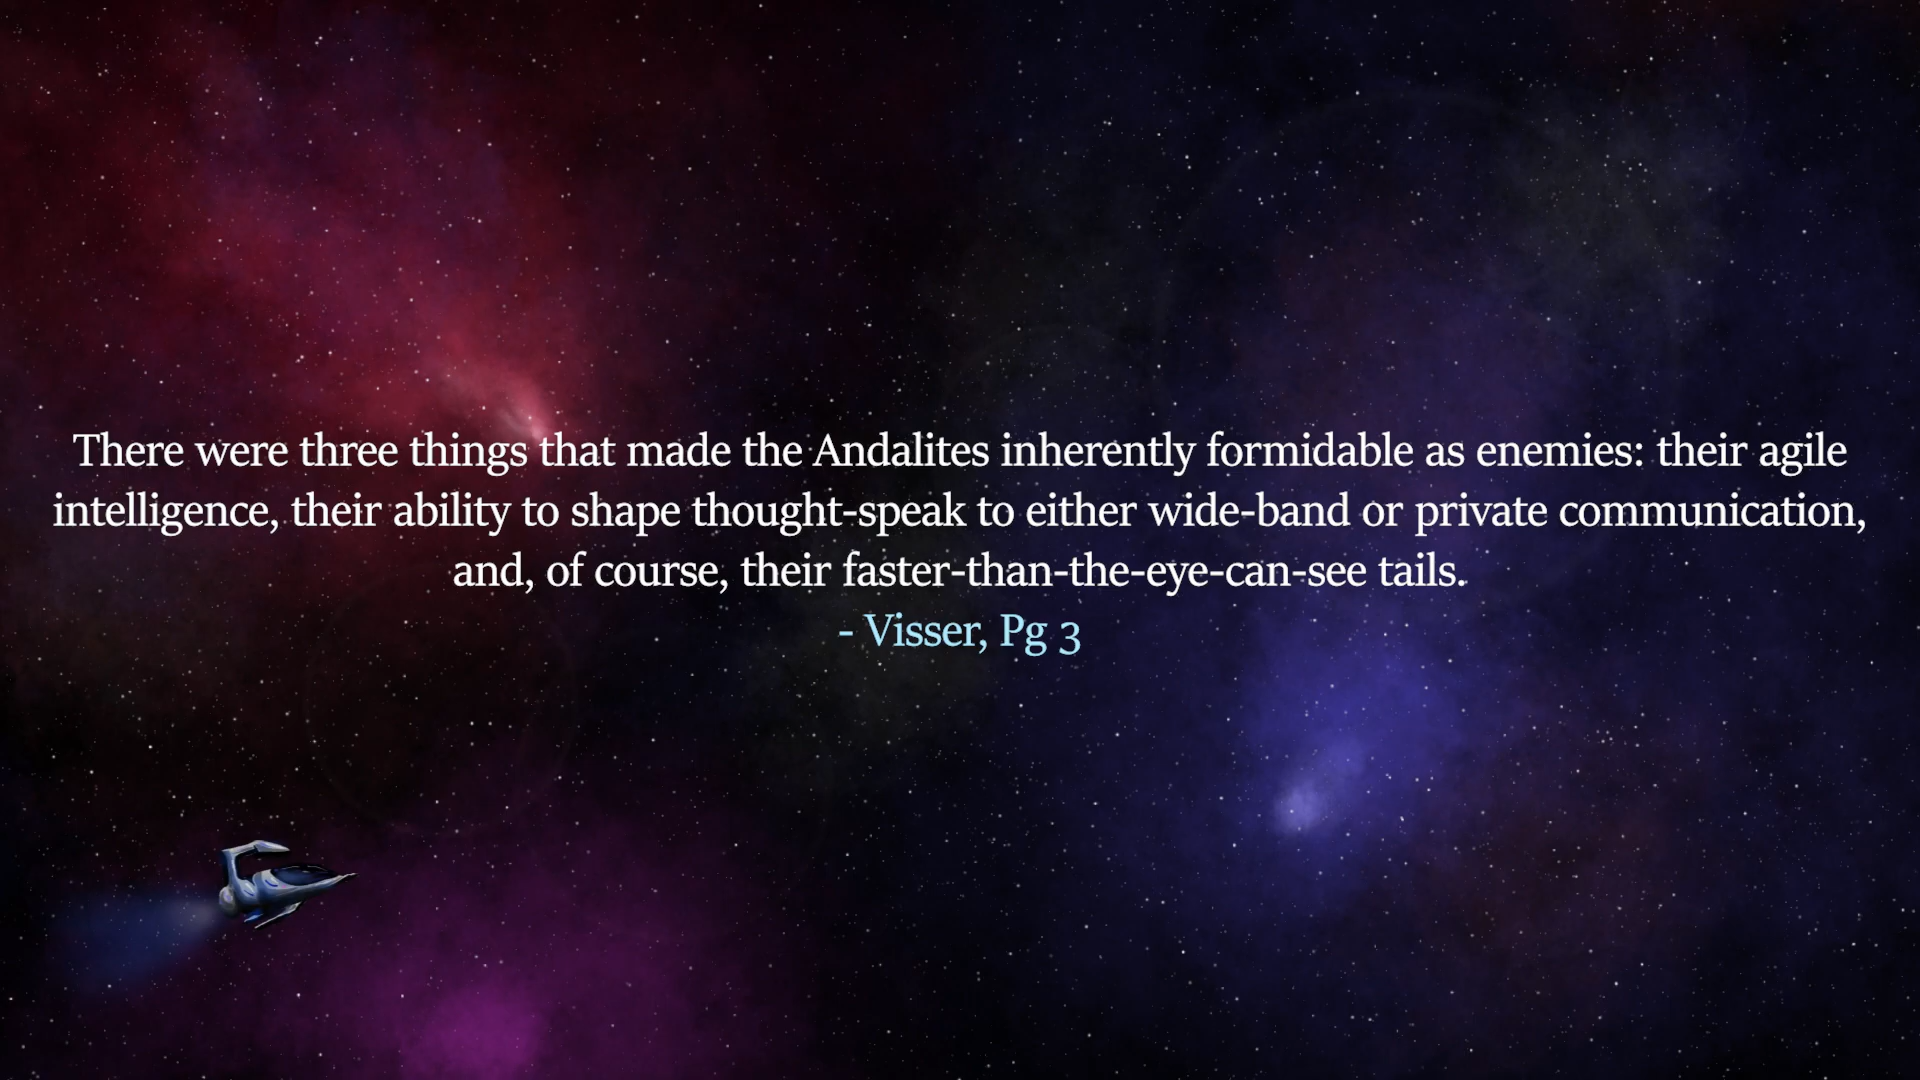 There were three things that made the Andalites inherently formidable as enemies: their agile
intelligence, their ability to shape thought-speak to either wide-band or private communication,
and, of course, their faster-than-the-eye-can-see tails.
- Visser, Pg 3